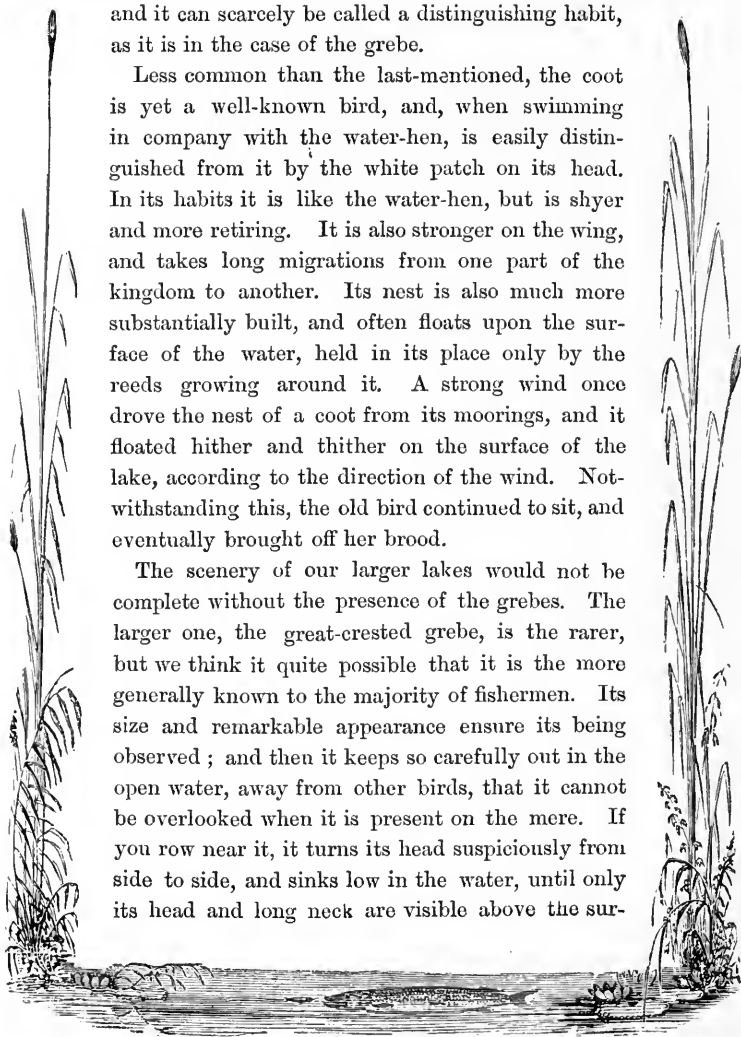 and it can scarcely be called a distinguishing habit,
as it is in the case of the grebe.
Less common than the last-mentioned, the coot
is yet a well-known bird, and, when swimming
in company with the water-hen, is easily distin-
guished from it by the white patch on its head.
In its habits it is like the water-hen, but is shyer
and more retiring. It is also stronger on the wing,
and takes long migrations from one part of the
kingdom to another. Its nest is also much more
substantially built, and often floats upon the sur-
face of the water, held in its place only by the
reeds growing around it. A strong wind once
drove the nest of a coot from its moorings, and it
floated hither and thither on the surface of the
lake, according to the direction of the wind. Not-
withstanding this, the old bird continued to sit, and
eventually brought off her brood.
The scenery of our larger lakes would not be
complete without the presence of the grebes. The
larger one, the great-crested grebe, is the rarer,
but we think it quite possible that it is the more
generally known to the majority of fishermen. Its
size and remarkable appearance ensure its being
observed ; and then it keeps so carefully out in the
open water, away from other birds, that it cannot
be overlooked when it is present on the mere. If
you row near it, it turns its head suspiciously from
side to side, and sinks low in the water, until only
its head and long neck are visible above the sur-